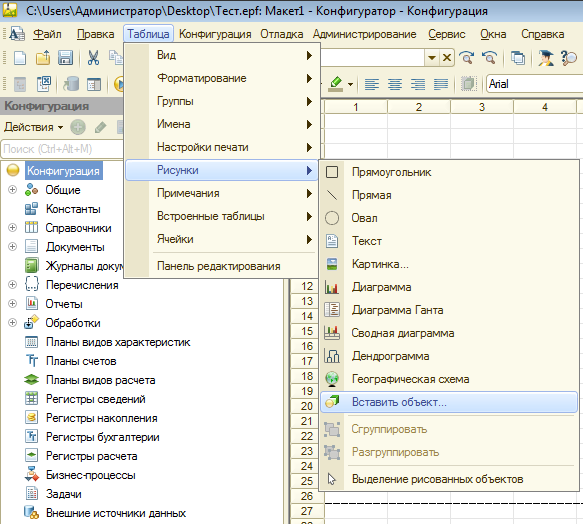 C:\Users\Администратор\Desktop\Тест.epf: Макет1 - Конфигуратор - Конфигурация
Файл Правка Таблица Конфигурация Отладка Администрирование Сервис Окна Справка
Arial
Конфигурация
Действия
Поиск (Ctrl+Alt+M)
Конфигурация
Общие
Константы
Справочники
Документы
Журналы доку
Перечисления
Отчеты
Обработки
Планы видов характеристик
Планы счетов
Планы видов расчета
Регистры сведений
Регистры накопления
Регистры бухгалтерии
Регистры расчета
Бизнес-процессы
Задачи
Внешние источники данных
Вид
Форматирование
Группы
Имена
Настройки печати
Рисунки
Примечания
Встроенные таблицы
Ячейки
Панель редактирования
1 2 3 4
12
13
14
15
16
17
18
19
20
21
22
23
24
25
26
27
Прямоугольник
Прямая
Овал
Текст
Картинка...
Диаграмма
Диаграмма Ганта
Сводная диаграмма
Дендрограмма
Географическая схема
Вставить объект...
Сгруппировать
Разгруппировать
Выделение рисованных объектов